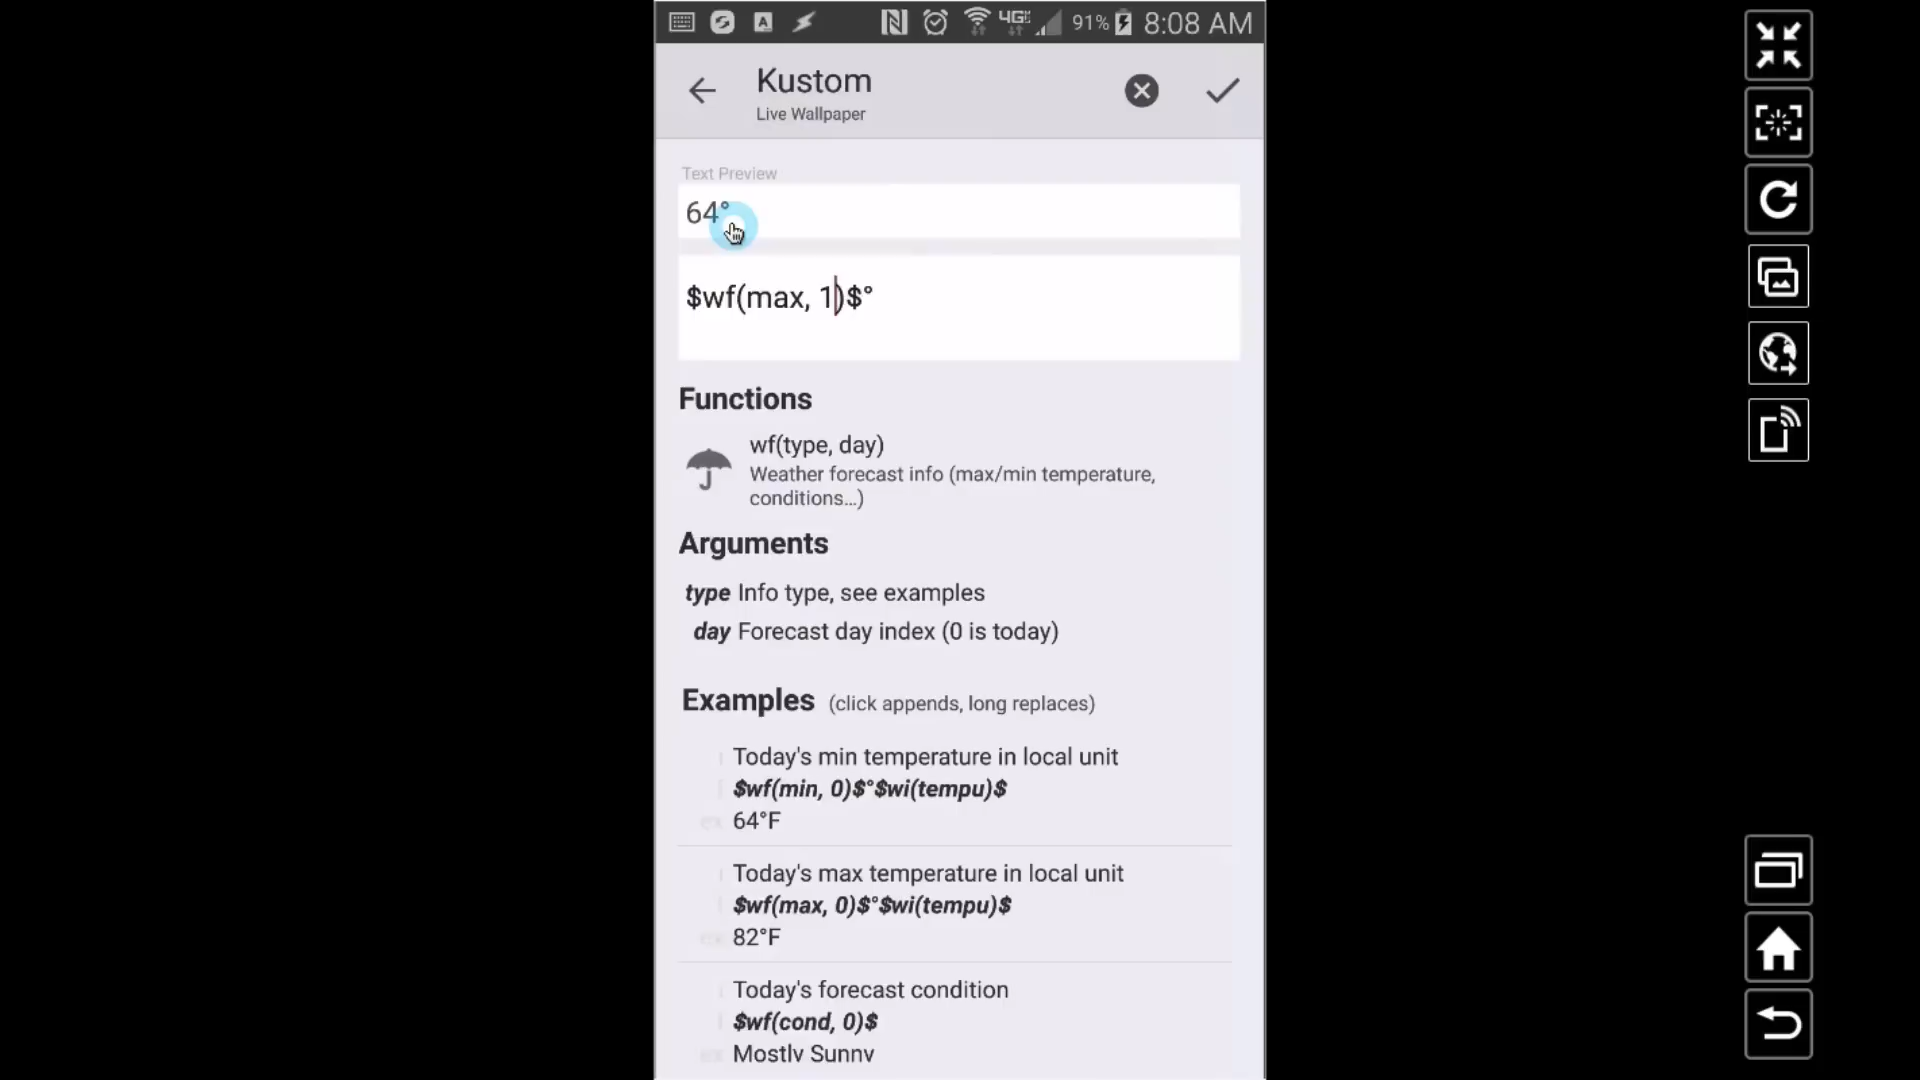 4G 91% 8:08 AM
Kustom
Live Wallpaper
Text Preview
64°
$wf(max, 1)$°
Functions
wf(type, day)
Weather forecast info (max/min temperature,
conditions...)
Arguments
type Info type, see examples
day Forecast day index (0 is today)
Examples (click appends, long replaces)
Today's min temperature in local unit
$wf(min, 0)$°$wi(tempu)$
64°F
Today's max temperature in local unit
$wf(max, 0)$°$wi(tempu)$
82°F
Today's forecast condition
$wf(cond, 0)$
Mostly Sunny